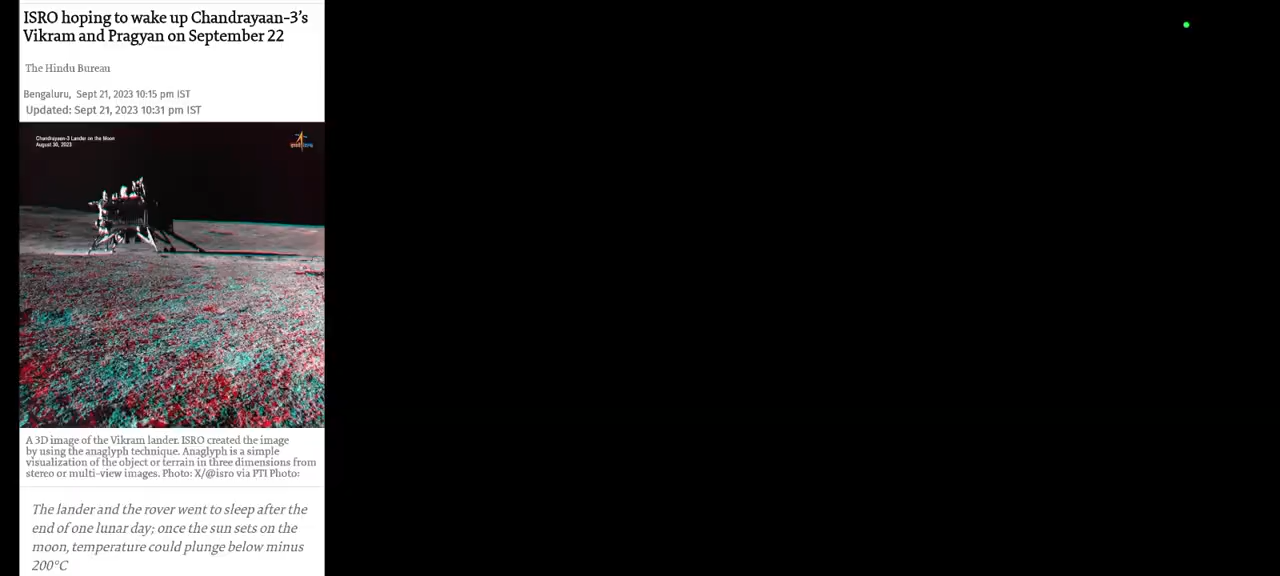 ISRO hoping to wake up Chandrayaan-3's
Vikram and Pragyan on September 22
The Hindu Bureau
Bengaluru, Sept 21, 2023 10:15 pm IST
Updated: Sept 21, 2023 10:31 pm IST
Chandrayaan-3 Lander on the Moon
August 30, 2023
A 3D image of the Vikram lander. ISRO created the image
by using the anaglyph technique. Anaglyph is a simple
visualization of the object or terrain in three dimensions from
stereo or multi-view images. Photo: X/@isro via PTI Photo:
The lander and the rover went to sleep after the
end of one lunar day; once the sun sets on the
moon, temperature could plunge below minus
200°C